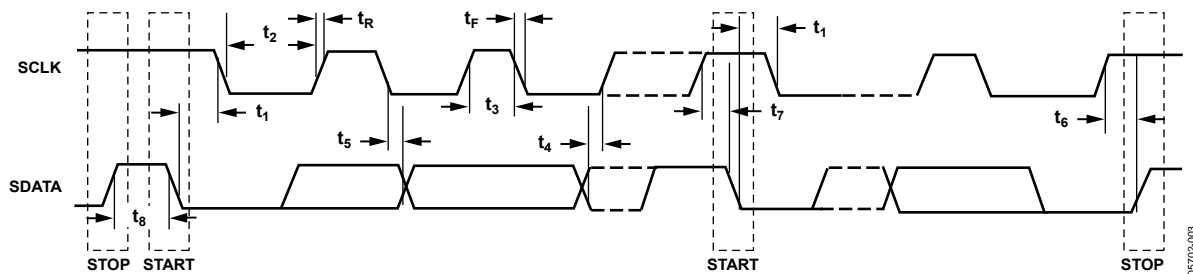 t2
tR
tF
t1
SCLK
t1
t3
t7
t6
t5
t4
SDATA
t8
STOP START
START
STOP
05702-003